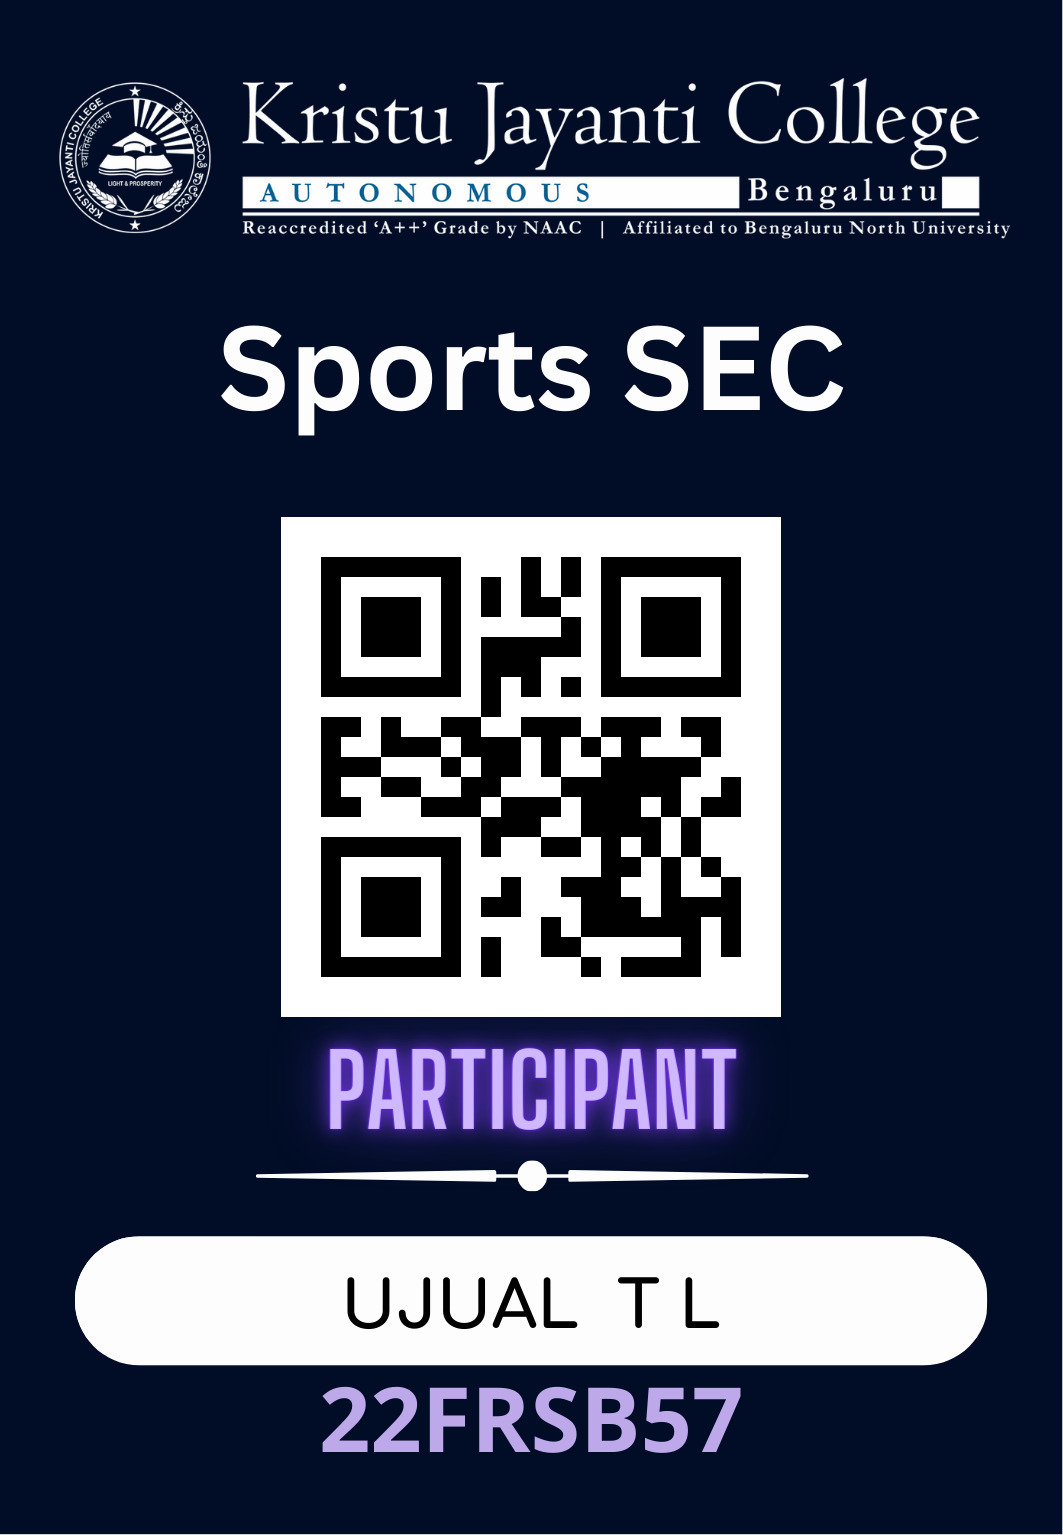 Kristu Jayanti College
AUTONOMOUS Bengaluru
Reaccredited ‘A++’ Grade by NAAC | Affiliated to Bengaluru North University
KRISTU JAYANTI COLLEGE
ज्योतिसंवादयाय
LIGHT & PROSPERITY
Sports SEC
PARTICIPANT
UJUAL T L
22FRSB57